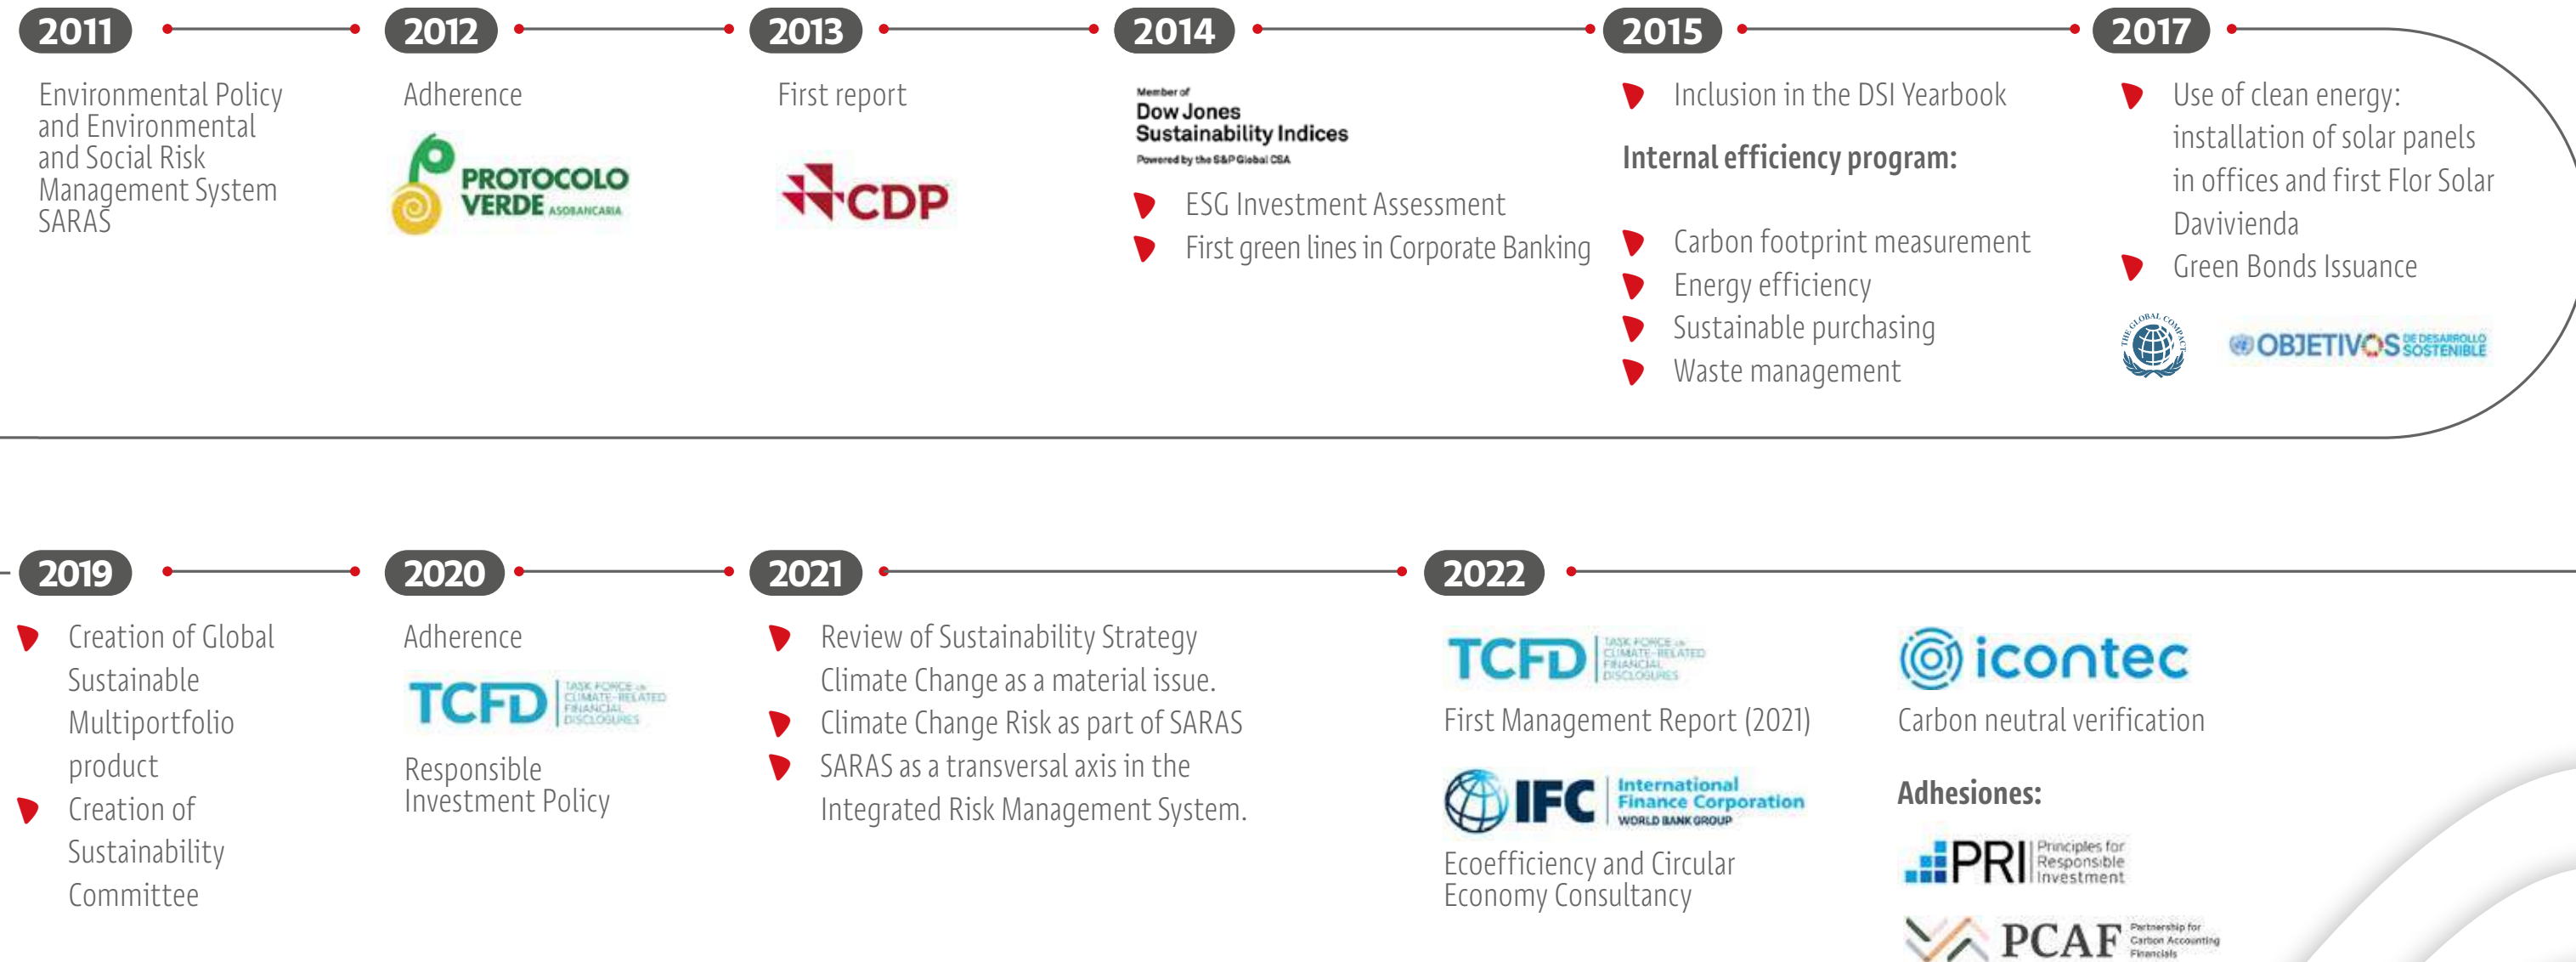 2011
Environmental Policy
and Environmental
and Social Risk
Management System
SARAS
2012
Adherence
PROTOCOLO
VERDE ASOBANCARIA
2013
First report
CDP
2014
Member of
Dow Jones
Sustainability Indices
Powered by the S&P Global CSA
ESG Investment Assessment
First green lines in Corporate Banking
2015
Inclusion in the DSI Yearbook
Internal efficiency program:
Carbon footprint measurement
Energy efficiency
Sustainable purchasing
Waste management
2017
Use of clean energy:
installation of solar panels
in offices and first Flor Solar
Davivienda
Green Bonds Issuance
THE GLOBAL COMPACT
OBJETIVOS DE DESARROLLO
SOSTENIBLE
2019
Creation of Global
Sustainable
Multiportfolio
product
Creation of
Sustainability
Committee
2020
Adherence
TCFD
TASK FORCE ON
CLIMATE-RELATED
FINANCIAL
DISCLOSURES
Responsible
Investment Policy
2021
Review of Sustainability Strategy
Climate Change as a material issue.
Climate Change Risk as part of SARAS
SARAS as a transversal axis in the
Integrated Risk Management System.
2022
TCFD
TASK FORCE ON
CLIMATE-RELATED
FINANCIAL
DISCLOSURES
First Management Report (2021)
IFC
International
Finance Corporation
WORLD BANK GROUP
Ecoefficiency and Circular
Economy Consultancy
icontec
Carbon neutral verification
Adhesiones:
PRI
Principles for
Responsible
Investment
PCAF
Partnership for
Carbon Accounting
Financials